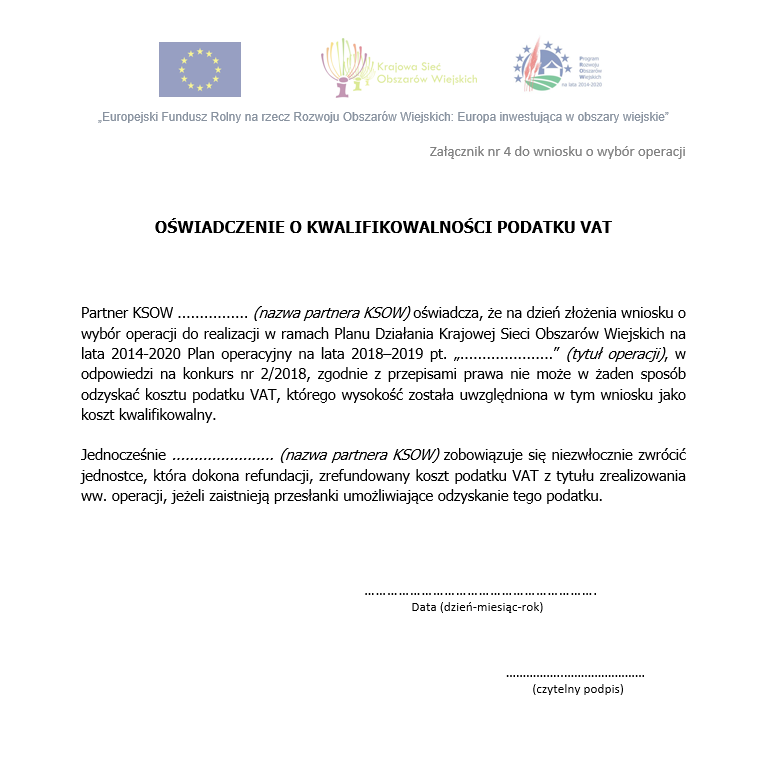 Krajowa Sieć
Obszarów Wiejskich
Program
Rozwoju
Obszarów
Wiejskich
na lata 2014-2020
„Europejski Fundusz Rolny na rzecz Rozwoju Obszarów Wiejskich: Europa inwestująca w obszary wiejskie”
Załącznik nr 4 do wniosku o wybór operacji
OŚWIADCZENIE O KWALIFIKOWALNOŚCI PODATKU VAT
Partner KSOW ................ (nazwa partnera KSOW) oświadcza, że na dzień złożenia wniosku o
wybór operacji do realizacji w ramach Planu Działania Krajowej Sieci Obszarów Wiejskich na
lata 2014-2020 Plan operacyjny na lata 2018–2019 pt. „.....................” (tytuł operacji), w
odpowiedzi na konkurs nr 2/2018, zgodnie z przepisami prawa nie może w żaden sposób
odzyskać kosztu podatku VAT, którego wysokość została uwzględniona w tym wniosku jako
koszt kwalifikowalny.
Jednocześnie ....................... (nazwa partnera KSOW) zobowiązuje się niezwłocznie zwrócić
jednostce, która dokona refundacji, zrefundowany koszt podatku VAT z tytułu zrealizowania
ww. operacji, jeżeli zaistnieją przesłanki umożliwiające odzyskanie tego podatku.
…………………………………………………….
Data (dzień-miesiąc-rok)
......................................
(czytelny podpis)